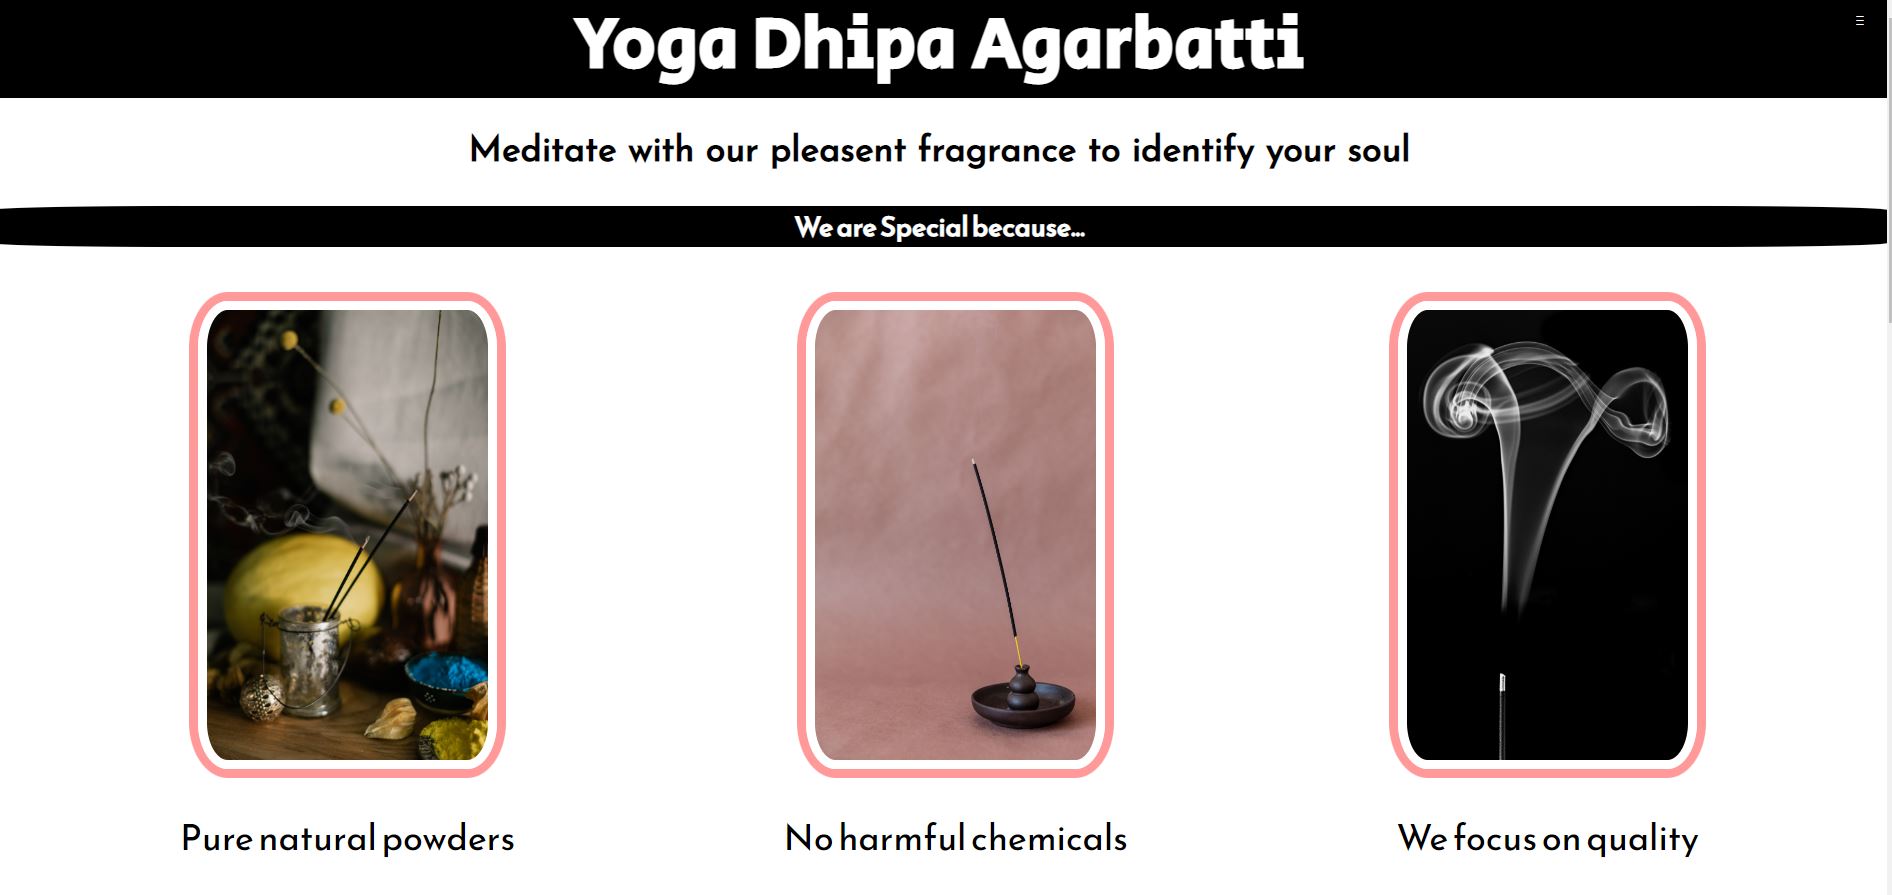 Yoga Dhipa Agarbatti
Meditate with our pleasent fragrance to identify your soul
We are Special because...
Pure natural powders
No harmful chemicals
We focus on quality